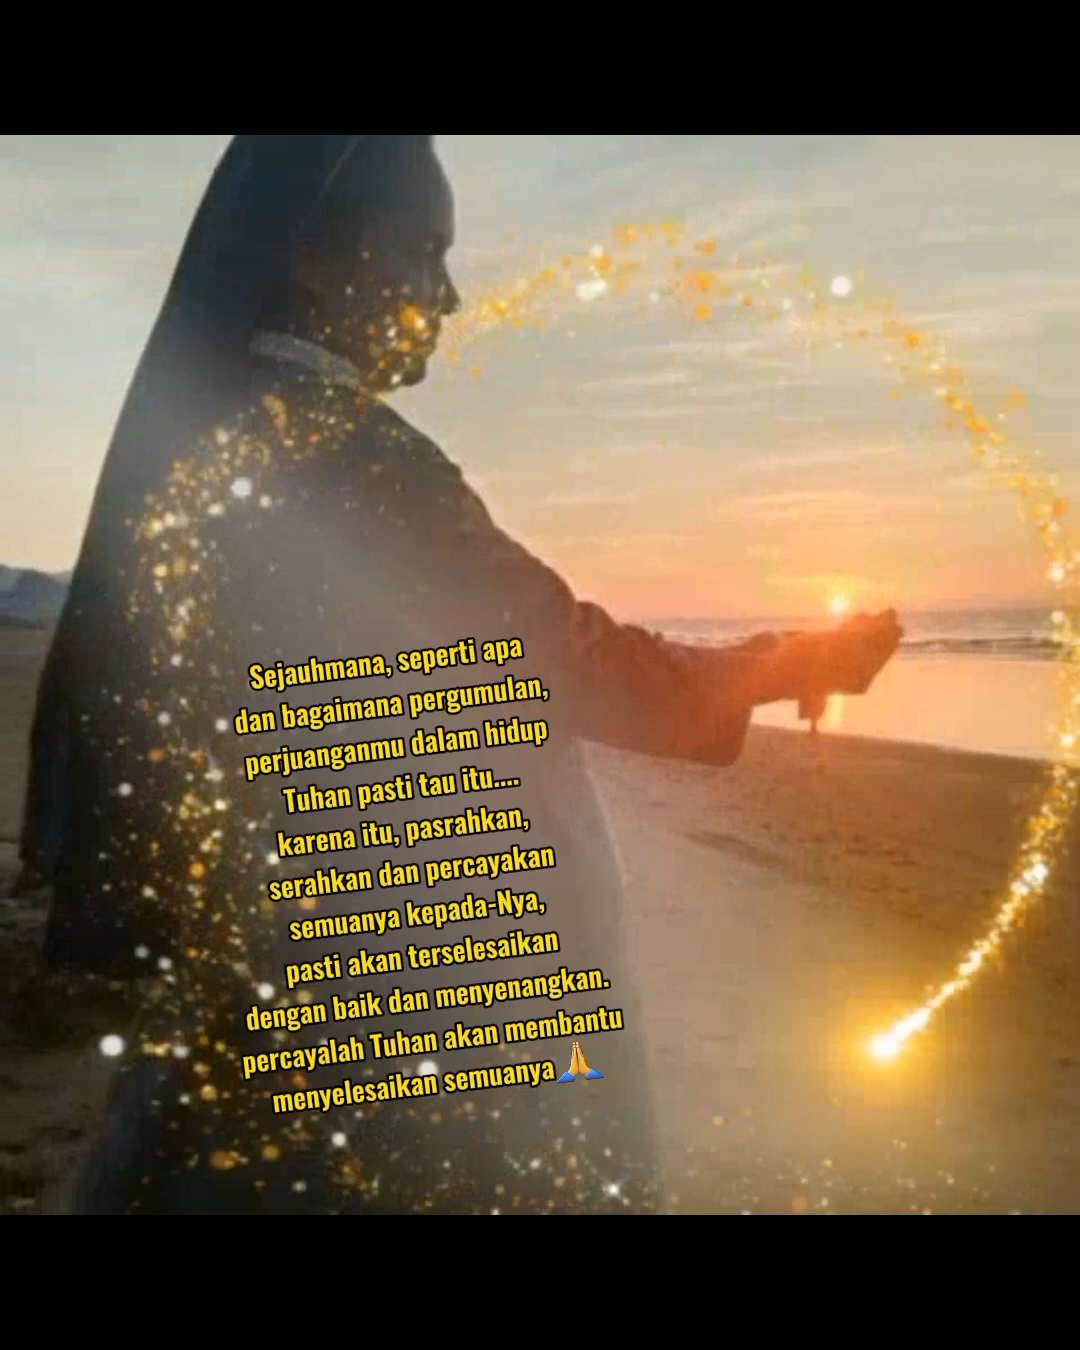 Sejauhmana, seperti apa
dan bagaimana pergumulan,
perjuanganmu dalam hidup
Tuhan pasti tau itu....
karena itu, pasrahkan,
serahkan dan percayakan
semuanya kepada-Nya,
pasti akan terselesaikan
dengan baik dan menyenangkan.
percayalah Tuhan akan membantu
menyelesaikan semuanya🙏